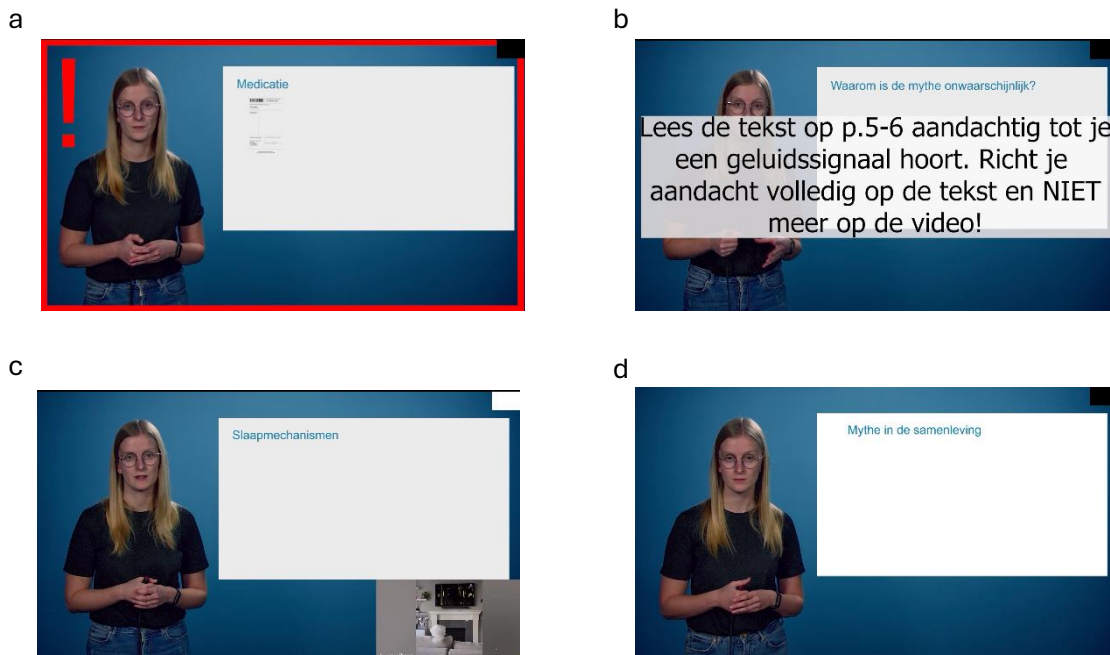 a
b
!
Medicatie
Waarom is de mythe onwaarschijnlijk?
Lees de tekst op p.5-6 aandachtig tot je
een geluidssignaal hoort. Richt je
aandacht volledig op de tekst en NIET
meer op de video!
c
d
Slaapmechanismen
Mythe in de samenleving